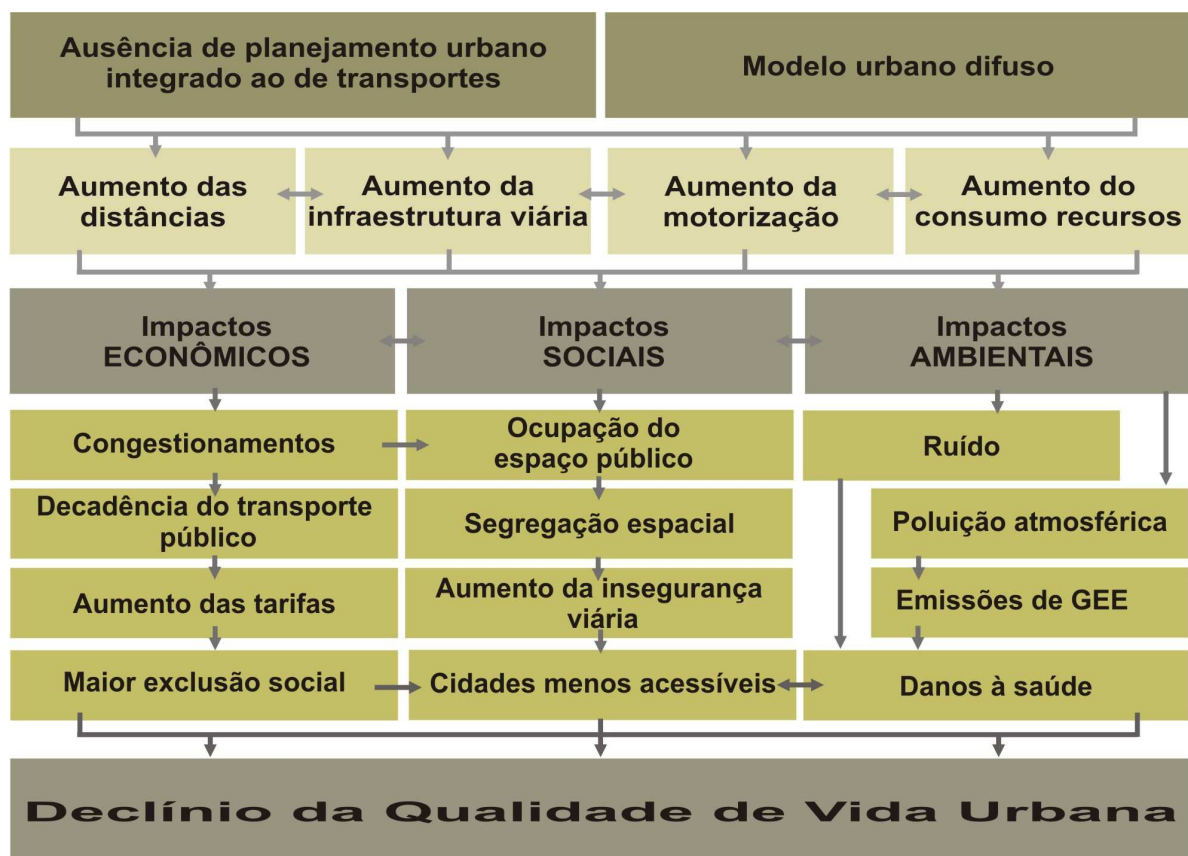 Ausência de planejamento urbano
integrado ao de transportes
Modelo urbano difuso
Aumento das
distâncias
Aumento da
infraestrutura viária
Aumento da
motorização
Aumento do
consumo recursos
Impactos
ECONÔMICOS
Impactos
SOCIAIS
Impactos
AMBIENTAIS
Congestionamentos
Ocupação do
espaço público
Ruído
Decadência do transporte
público
Segregação espacial
Poluição atmosférica
Aumento das tarifas
Aumento da insegurança
viária
Emissões de GEE
Maior exclusão social
Cidades menos acessíveis
Danos à saúde
Declínio da Qualidade de Vida Urbana